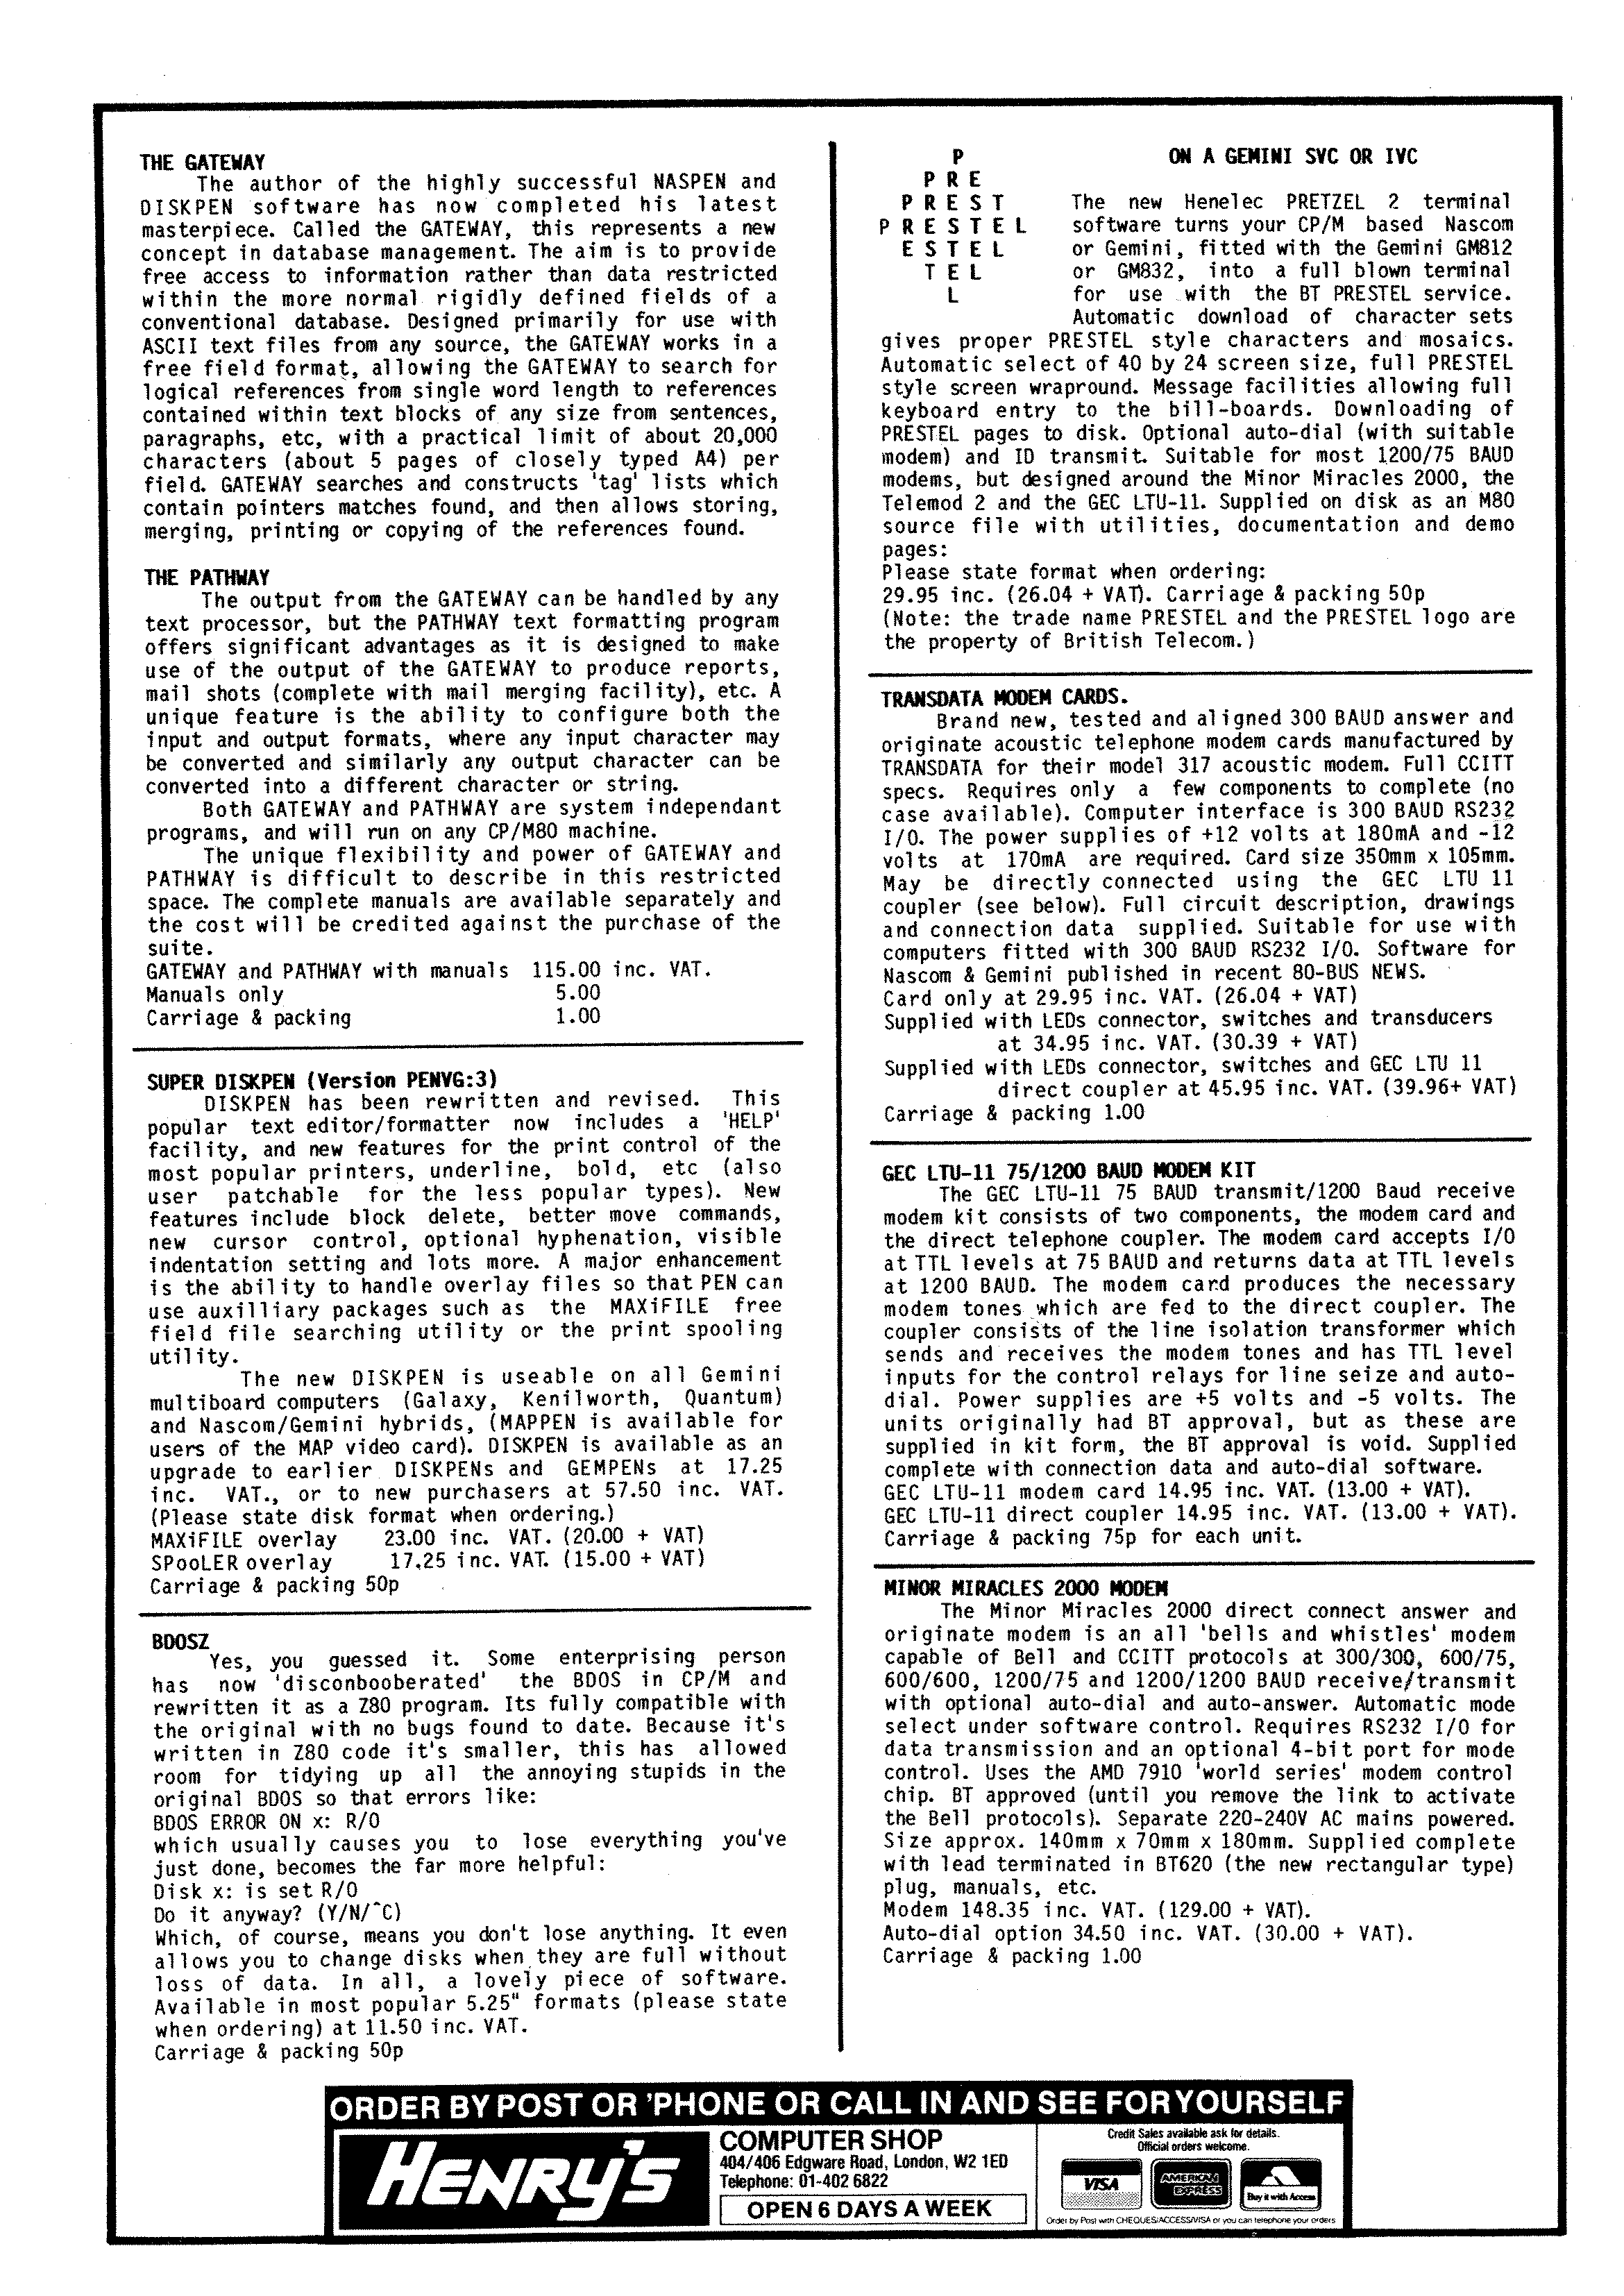 THE GATEWAY
The author of the highly successful NASPEN and
DISKPEN software has now completed his latest
masterpiece. Called the GATEWAY, this represents a new
concept in database management. The aim is to provide
free access to information rather than data restricted
within the more normal rigidly defined fields of a
conventional database. Designed primarily for use with
ASCII text files from any source, the GATEWAY works in a
free field format, allowing the GATEWAY to search for
logical references from single word length to references
contained within text blocks of any size from sentences,
paragraphs, etc, with a practical limit of about 20,000
characters (about 5 pages of closely typed A4) per
field. GATEWAY searches and constructs 'tag' lists which
contain pointers matches found, and then allows storing,
merging, printing or copying of the references found.
THE PATHWAY
The output from the GATEWAY can be handled by any
text processor, but the PATHWAY text formatting program
offers significant advantages as it is designed to make
use of the output of the GATEWAY to produce reports,
mail shots (complete with mail merging facility), etc. A
unique feature is the ability to configure both the
input and output formats, where any input character may
be converted and similarly any output character can be
converted into a different character or string.
Both GATEWAY and PATHWAY are system independant
programs, and will run on any CP/M80 machine.
The unique flexibility and power of GATEWAY and
PATHWAY is difficult to describe in this restricted
space. The complete manuals are available separately and
the cost will be credited against the purchase of the
suite.
GATEWAY and PATHWAY with manuals 115.00 inc. VAT.
Manuals only 5.00
Carriage & packing 1.00
SUPER DISKPEN (Version PENVG:3)
DISKPEN has been rewritten and revised. This
popular text editor/formatter now includes a 'HELP'
facility, and new features for the print control of the
most popular printers, underline, bold, etc (also
user patchable for the less popular types). New
features include block delete, better move commands,
new cursor control, optional hyphenation, visible
indentation setting and lots more. A major enhancement
is the ability to handle overlay files so that PEN can
use auxilliary packages such as the MAXiFILE free
field file searching utility or the print spooling
utility.
The new DISKPEN is useable on all Gemini
multiboard computers (Galaxy, Kenilworth, Quantum)
and Nascom/Gemini hybrids, (MAPPEN is available for
users of the MAP video card). DISKPEN is available as an
upgrade to earlier DISKPENs and GEMPENs at 17.25
inc. VAT., or to new purchasers at 57.50 inc. VAT.
(Please state disk format when ordering.)
MAXiFILE overlay 23.00 inc. VAT. (20.00 + VAT)
SPooLER overlay 17.25 inc. VAT. (15.00 + VAT)
Carriage & packing 50p
BDOSZ
Yes, you guessed it. Some enterprising person
has now 'disconbooberated' the BDOS in CP/M and
rewritten it as a Z80 program. Its fully compatible with
the original with no bugs found to date. Because it's
written in Z80 code it's smaller, this has allowed
room for tidying up all the annoying stupids in the
original BDOS so that errors like:
BDOS ERROR ON x: R/O
which usually causes you to lose everything you've
just done, becomes the far more helpful:
Disk x: is set R/O
Do it anyway? (Y/N/^C)
Which, of course, means you don't lose anything. It even
allows you to change disks when they are full without
loss of data. In all, a lovely piece of software.
Available in most popular 5.25" formats (please state
when ordering) at 11.50 inc. VAT.
Carriage & packing 50p
P
PRE
PREST
PRESTEL
ESTEL
TEL
L
ON A GEMINI SVC OR IVC
The new Henelec PRETZEL 2 terminal
software turns your CP/M based Nascom
or Gemini, fitted with the Gemini GM812
or GM832, into a full blown terminal
for use with the BT PRESTEL service.
Automatic download of character sets
gives proper PRESTEL style characters and mosaics.
Automatic select of 40 by 24 screen size, full PRESTEL
style screen wrapround. Message facilities allowing full
keyboard entry to the bill-boards. Downloading of
PRESTEL pages to disk. Optional auto-dial (with suitable
modem) and ID transmit. Suitable for most 1200/75 BAUD
modems, but designed around the Minor Miracles 2000, the
Telemod 2 and the GEC LTU-11. Supplied on disk as an M80
source file with utilities, documentation and demo
pages:
Please state format when ordering:
29.95 inc. (26.04 + VAT). Carriage & packing 50p
(Note: the trade name PRESTEL and the PRESTEL logo are
the property of British Telecom.)
TRANSDATA MODEM CARDS.
Brand new, tested and aligned 300 BAUD answer and
originate acoustic telephone modem cards manufactured by
TRANSDATA for their model 317 acoustic modem. Full CCITT
specs. Requires only a few components to complete (no
case available). Computer interface is 300 BAUD RS232
I/O. The power supplies of +12 volts at 180mA and -12
volts at 170mA are required. Card size 350mm x 105mm.
May be directly connected using the GEC LTU 11
coupler (see below). Full circuit description, drawings
and connection data supplied. Suitable for use with
computers fitted with 300 BAUD RS232 I/O. Software for
Nascom & Gemini published in recent 80-BUS NEWS.
Card only at 29.95 inc. VAT. (26.04 + VAT)
Supplied with LEDs connector, switches and transducers
at 34.95 inc. VAT. (30.39 + VAT)
Supplied with LEDs connector, switches and GEC LTU 11
direct coupler at 45.95 inc. VAT. (39.96+ VAT)
Carriage & packing 1.00
GEC LTU-11 75/1200 BAUD MODEM KIT
The GEC LTU-11 75 BAUD transmit/1200 Baud receive
modem kit consists of two components, the modem card and
the direct telephone coupler. The modem card accepts I/O
at TTL levels at 75 BAUD and returns data at TTL levels
at 1200 BAUD. The modem card produces the necessary
modem tones which are fed to the direct coupler. The
coupler consists of the line isolation transformer which
sends and receives the modem tones and has TTL level
inputs for the control relays for line seize and auto-
dial. Power supplies are +5 volts and -5 volts. The
units originally had BT approval, but as these are
supplied in kit form, the BT approval is void. Supplied
complete with connection data and auto-dial software.
GEC LTU-11 modem card 14.95 inc. VAT. (13.00 + VAT).
GEC LTU-11 direct coupler 14.95 inc. VAT. (13.00 + VAT).
Carriage & packing 75p for each unit.
MINOR MIRACLES 2000 MODEM
The Minor Miracles 2000 direct connect answer and
originate modem is an all 'bells and whistles' modem
capable of Bell and CCITT protocols at 300/300, 600/75,
600/600, 1200/75 and 1200/1200 BAUD receive/transmit
with optional auto-dial and auto-answer. Automatic mode
select under software control. Requires RS232 I/O for
data transmission and an optional 4-bit port for mode
control. Uses the AMD 7910 'world series' modem control
chip. BT approved (until you remove the link to activate
the Bell protocols). Separate 220-240V AC mains powered.
Size approx. 140mm x 70mm x 180mm. Supplied complete
with lead terminated in BT620 (the new rectangular type)
plug, manuals, etc.
Modem 148.35 inc. VAT. (129.00 + VAT).
Auto-dial option 34.50 inc. VAT. (30.00 + VAT).
Carriage & packing 1.00
ORDER BY POST OR 'PHONE OR CALL IN AND SEE FOR YOURSELF
HENRY'S
COMPUTER SHOP
404/406 Edgware Road, London, W2 1ED
Telephone: 01-402 6822
OPEN 6 DAYS A WEEK
Credit Sales available ask for details.
Official orders welcome.
VISA
AMERICAN EXPRESS
Buy it with Access
Order by Post with CHEQUES/ACCESS/VISA or you can telephone your orders